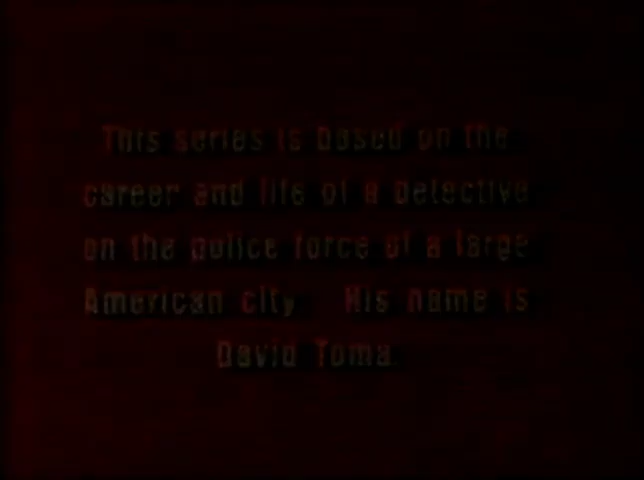 This series is based on the
career and life of a detective
on the police force of a large
American city. His name is
David Toma.